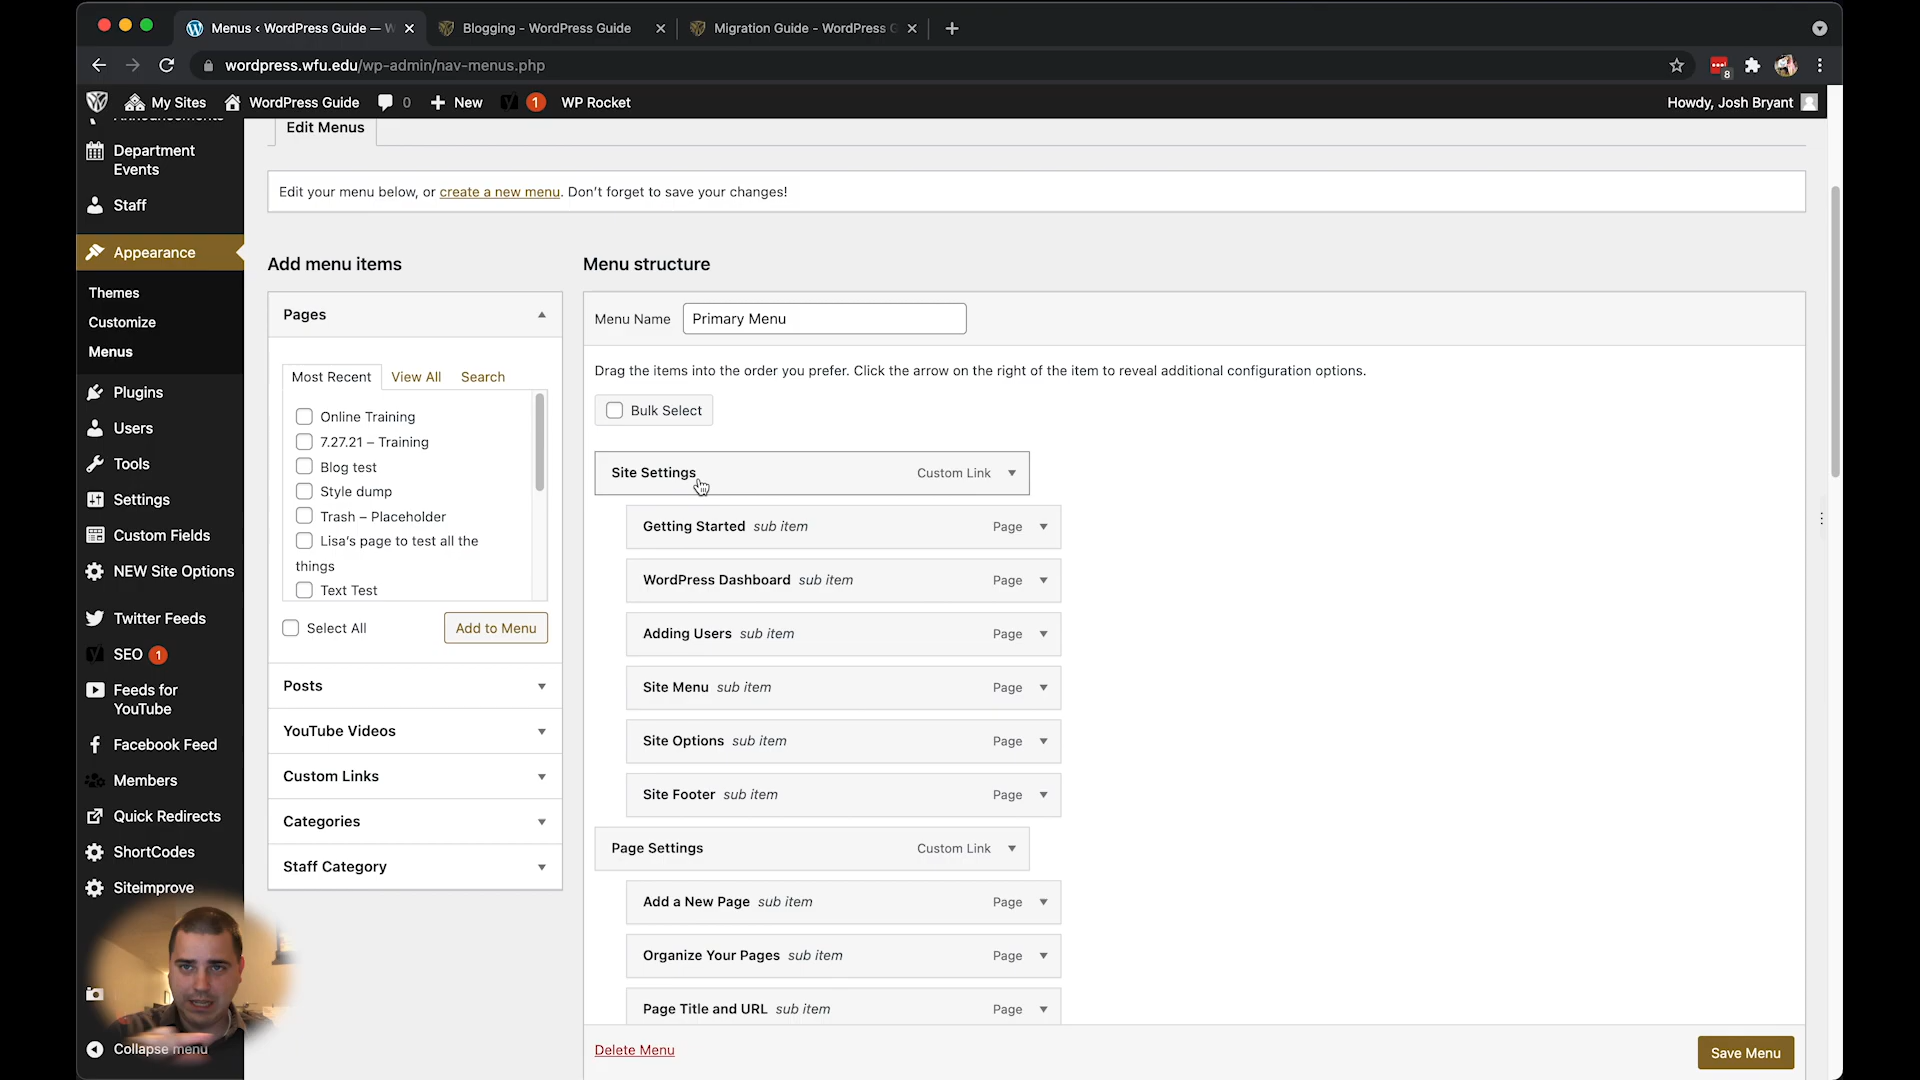 Menus ‹ WordPress Guide — W
Blogging - WordPress Guide
Migration Guide - WordPress G
wordpress.wfu.edu/wp-admin/nav-menus.php
8
My Sites
WordPress Guide
0
New
1
WP Rocket
Howdy, Josh Bryant
Announcements
Department
Events
Staff
Appearance
Themes
Customize
Menus
Plugins
Users
Tools
Settings
Custom Fields
NEW Site Options
Twitter Feeds
SEO 1
Feeds for
YouTube
Facebook Feed
Members
Quick Redirects
ShortCodes
Siteimprove
Collapse menu
Edit Menus
Edit your menu below, or create a new menu. Don't forget to save your changes!
Add menu items
Pages
Most Recent
View All
Search
Online Training
7.27.21 – Training
Blog test
Style dump
Trash – Placeholder
Lisa's page to test all the
things
Text Test
Select All
Add to Menu
Posts
YouTube Videos
Custom Links
Categories
Staff Category
Menu structure
Menu Name
Primary Menu
Drag the items into the order you prefer. Click the arrow on the right of the item to reveal additional configuration options.
Bulk Select
Site Settings Custom Link
Getting Started sub item Page
WordPress Dashboard sub item Page
Adding Users sub item Page
Site Menu sub item Page
Site Options sub item Page
Site Footer sub item Page
Page Settings Custom Link
Add a New Page sub item Page
Organize Your Pages sub item Page
Page Title and URL sub item Page
Delete Menu
Save Menu